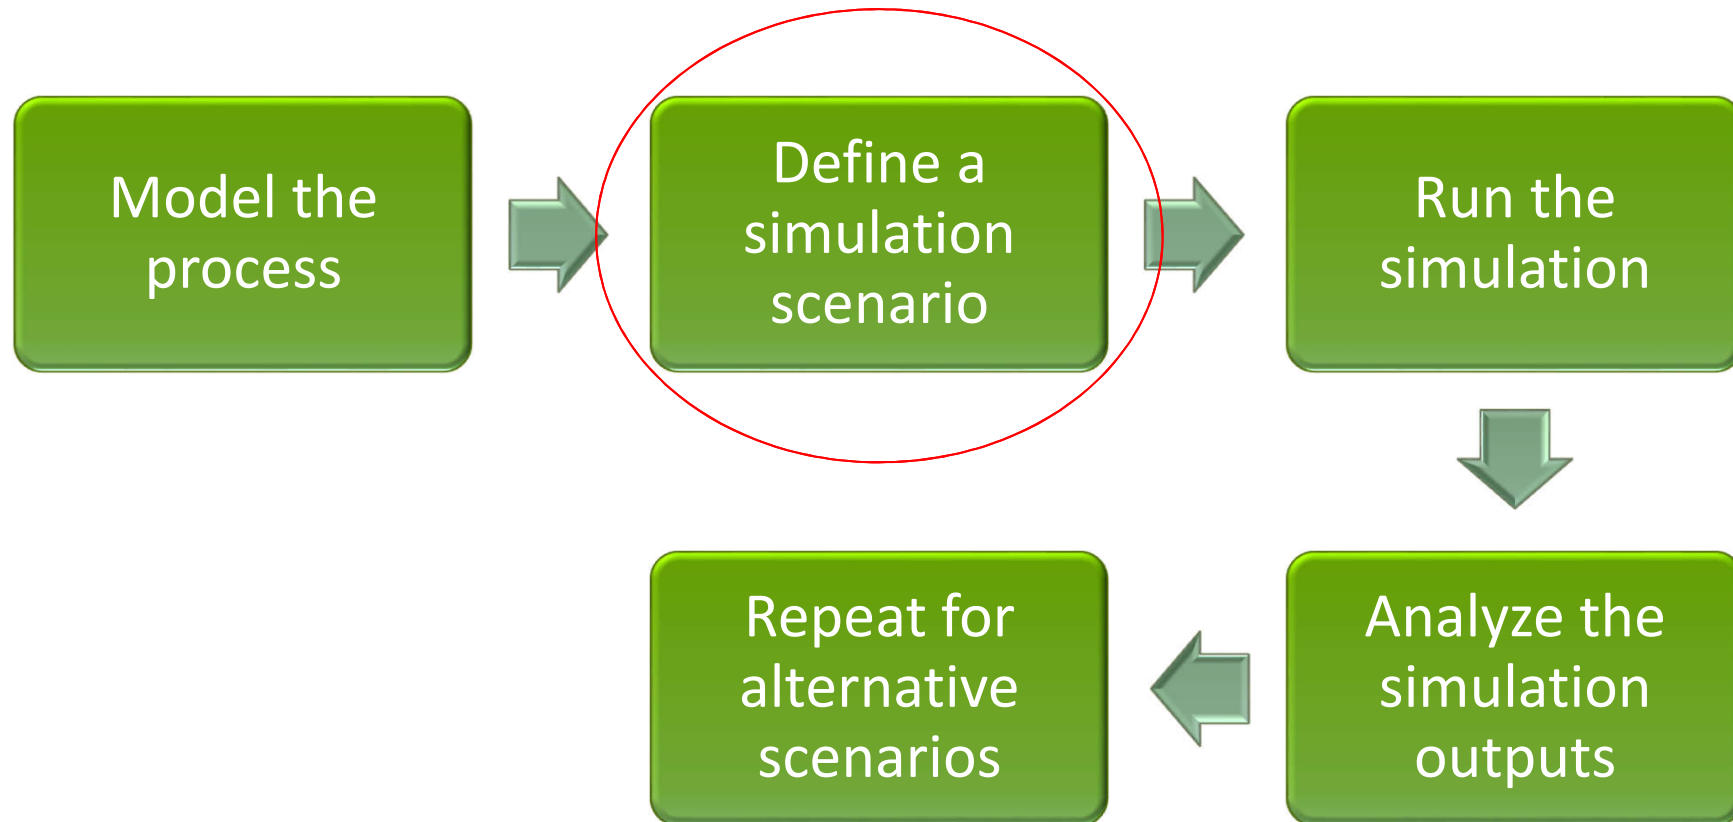 Model the
process
Define a
simulation
scenario
Run the
simulation
Analyze the
simulation
outputs
Repeat for
alternative
scenarios